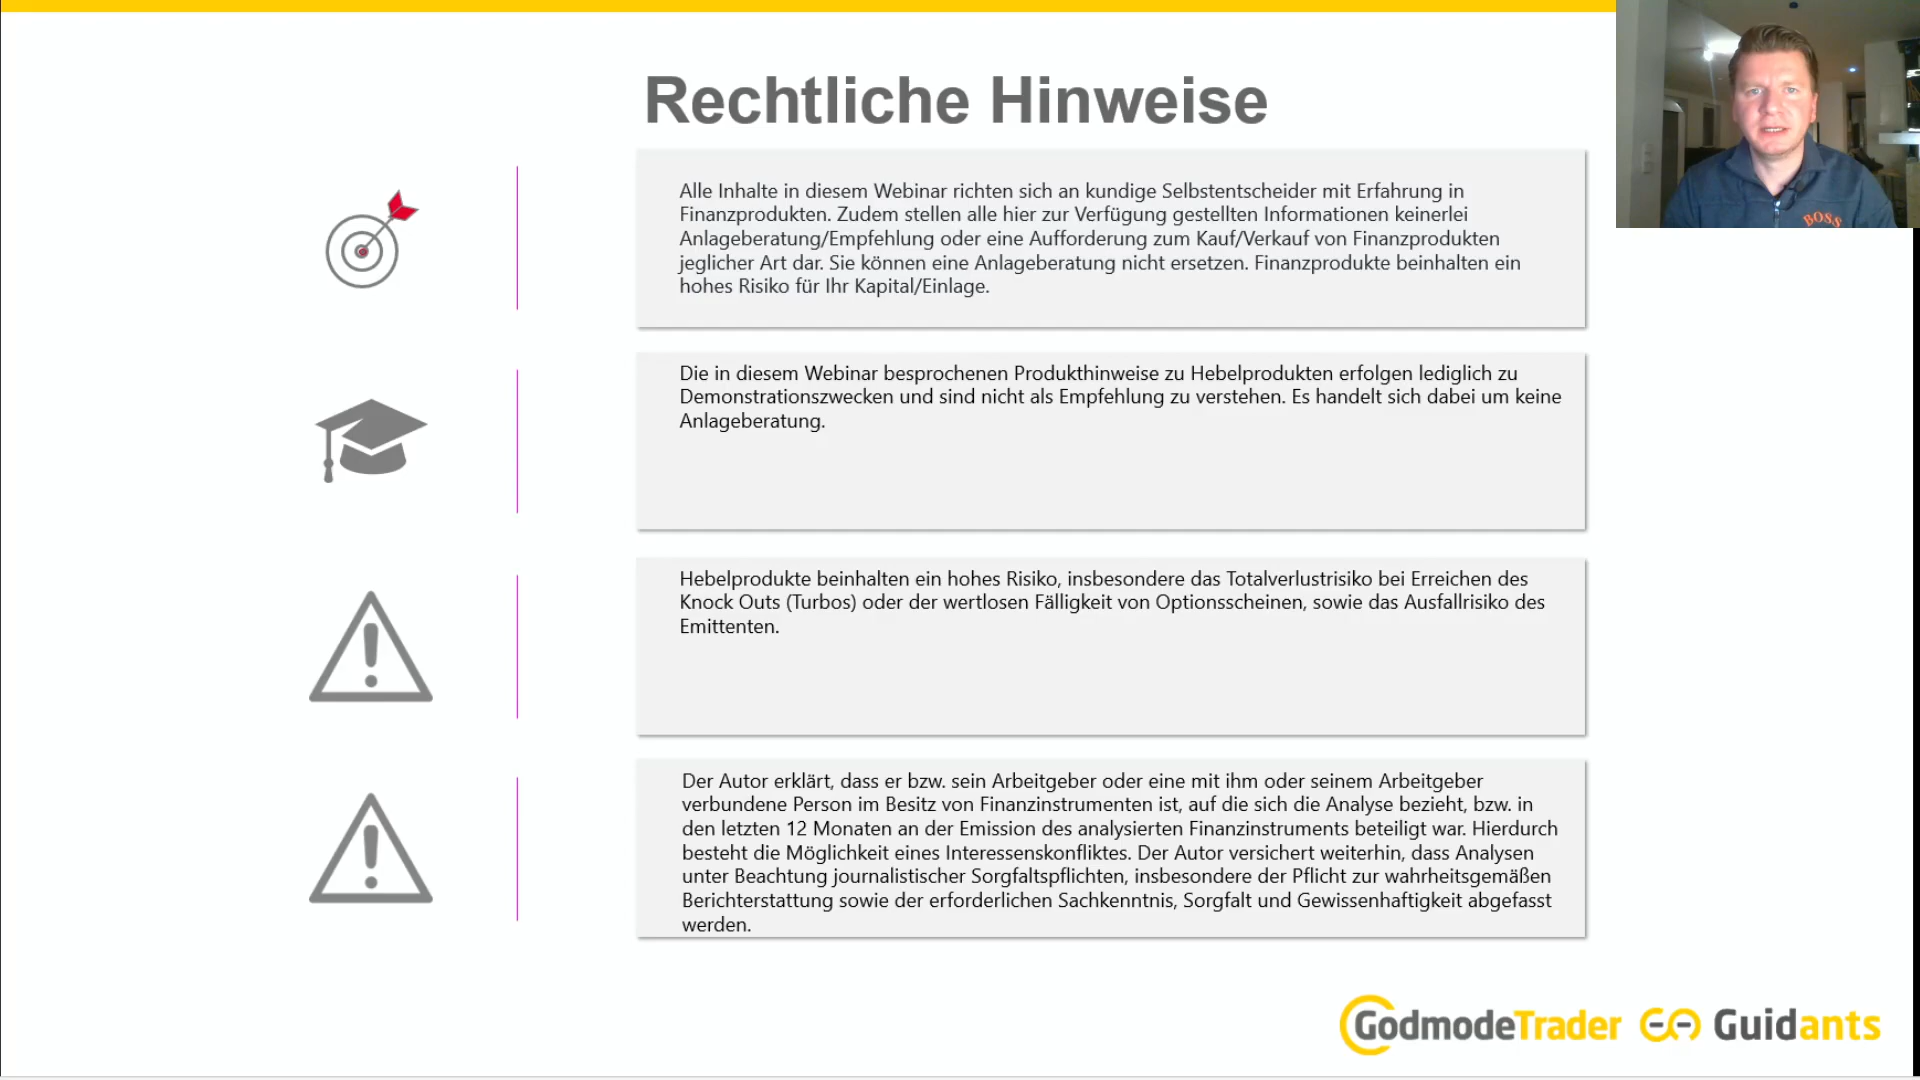 Rechtliche Hinweise
Alle Inhalte in diesem Webinar richten sich an kundige Selbstentscheider mit Erfahrung in
Finanzprodukten. Zudem stellen alle hier zur Verfügung gestellten Informationen keinerlei
Anlageberatung/Empfehlung oder eine Aufforderung zum Kauf/Verkauf von Finanzprodukten
jeglicher Art dar. Sie können eine Anlageberatung nicht ersetzen. Finanzprodukte beinhalten ein
hohes Risiko für Ihr Kapital/Einlage.
Die in diesem Webinar besprochenen Produkthinweise zu Hebelprodukten erfolgen lediglich zu
Demonstrationszwecken und sind nicht als Empfehlung zu verstehen. Es handelt sich dabei um keine
Anlageberatung.
Hebelprodukte beinhalten ein hohes Risiko, insbesondere das Totalverlustrisiko bei Erreichen des
Knock Outs (Turbos) oder der wertlosen Fälligkeit von Optionsscheinen, sowie das Ausfallrisiko des
Emittenten.
Der Autor erklärt, dass er bzw. sein Arbeitgeber oder eine mit ihm oder seinem Arbeitgeber
verbundene Person im Besitz von Finanzinstrumenten ist, auf die sich die Analyse bezieht, bzw. in
den letzten 12 Monaten an der Emission des analysierten Finanzinstruments beteiligt war. Hierdurch
besteht die Möglichkeit eines Interessenskonfliktes. Der Autor versichert weiterhin, dass Analysen
unter Beachtung journalistischer Sorgfaltspflichten, insbesondere der Pflicht zur wahrheitsgemäßen
Berichterstattung sowie der erforderlichen Sachkenntnis, Sorgfalt und Gewissenhaftigkeit abgefasst
werden.
BOSS
GodmodeTrader Guidants